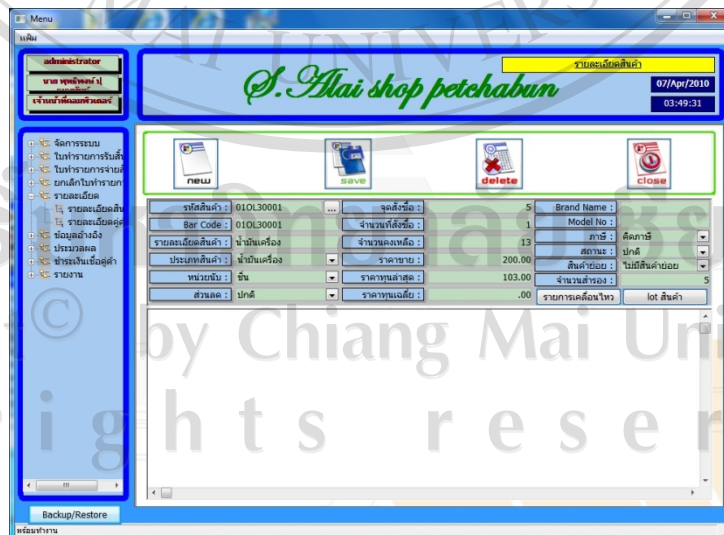 Menu
แฟ้ม
administrator
นาย
เจ้าหน้าที่คอมพิวเตอร์
S. Alai shop petchabun
รายละเอียดสินค้า
07/Apr/2010
03:49:31
จัดการระบบ
ใบทำรายการรับสิ
ใบทำรายการจ่ายส
ยกเลิกใบทำรายกา
รายละเอียด
รายละเอียดสิน
รายละเอียดคู่ค
ข้อมูลอ้างอิง
ประมวลผล
ชำระเงินเชื่อคู่ค้า
รายงาน
Backup/Restore
พร้อมทำงาน
new
save
delete
close
รหัสสินค้า : 01OL30001 ... จุดสั่งซื้อ : 5 Brand Name :
Bar Code : 01OL30001 จำนวนที่สั่งซื้อ : 1 Model No :
รายละเอียดสินค้า : น้ำมันเครื่อง จำนวนคงเหลือ : 13 ภาษี : คิดภาษี
ประเภทสินค้า : น้ำมันเครื่อง ราคาขาย : 200.00 สถานะ : ปกติ
หน่วยนับ : ชิ้น ราคาทุนล่าสุด : 103.00 สินค้าย่อย : ไม่มีสินค้าย่อย
ส่วนลด : ปกติ ราคาทุนเฉลี่ย : .00 จำนวนสำรอง : 5
รายการเคลื่อนไหว lot สินค้า
MAI UNIVERS
© by Chiang Mai Uni
rights reser